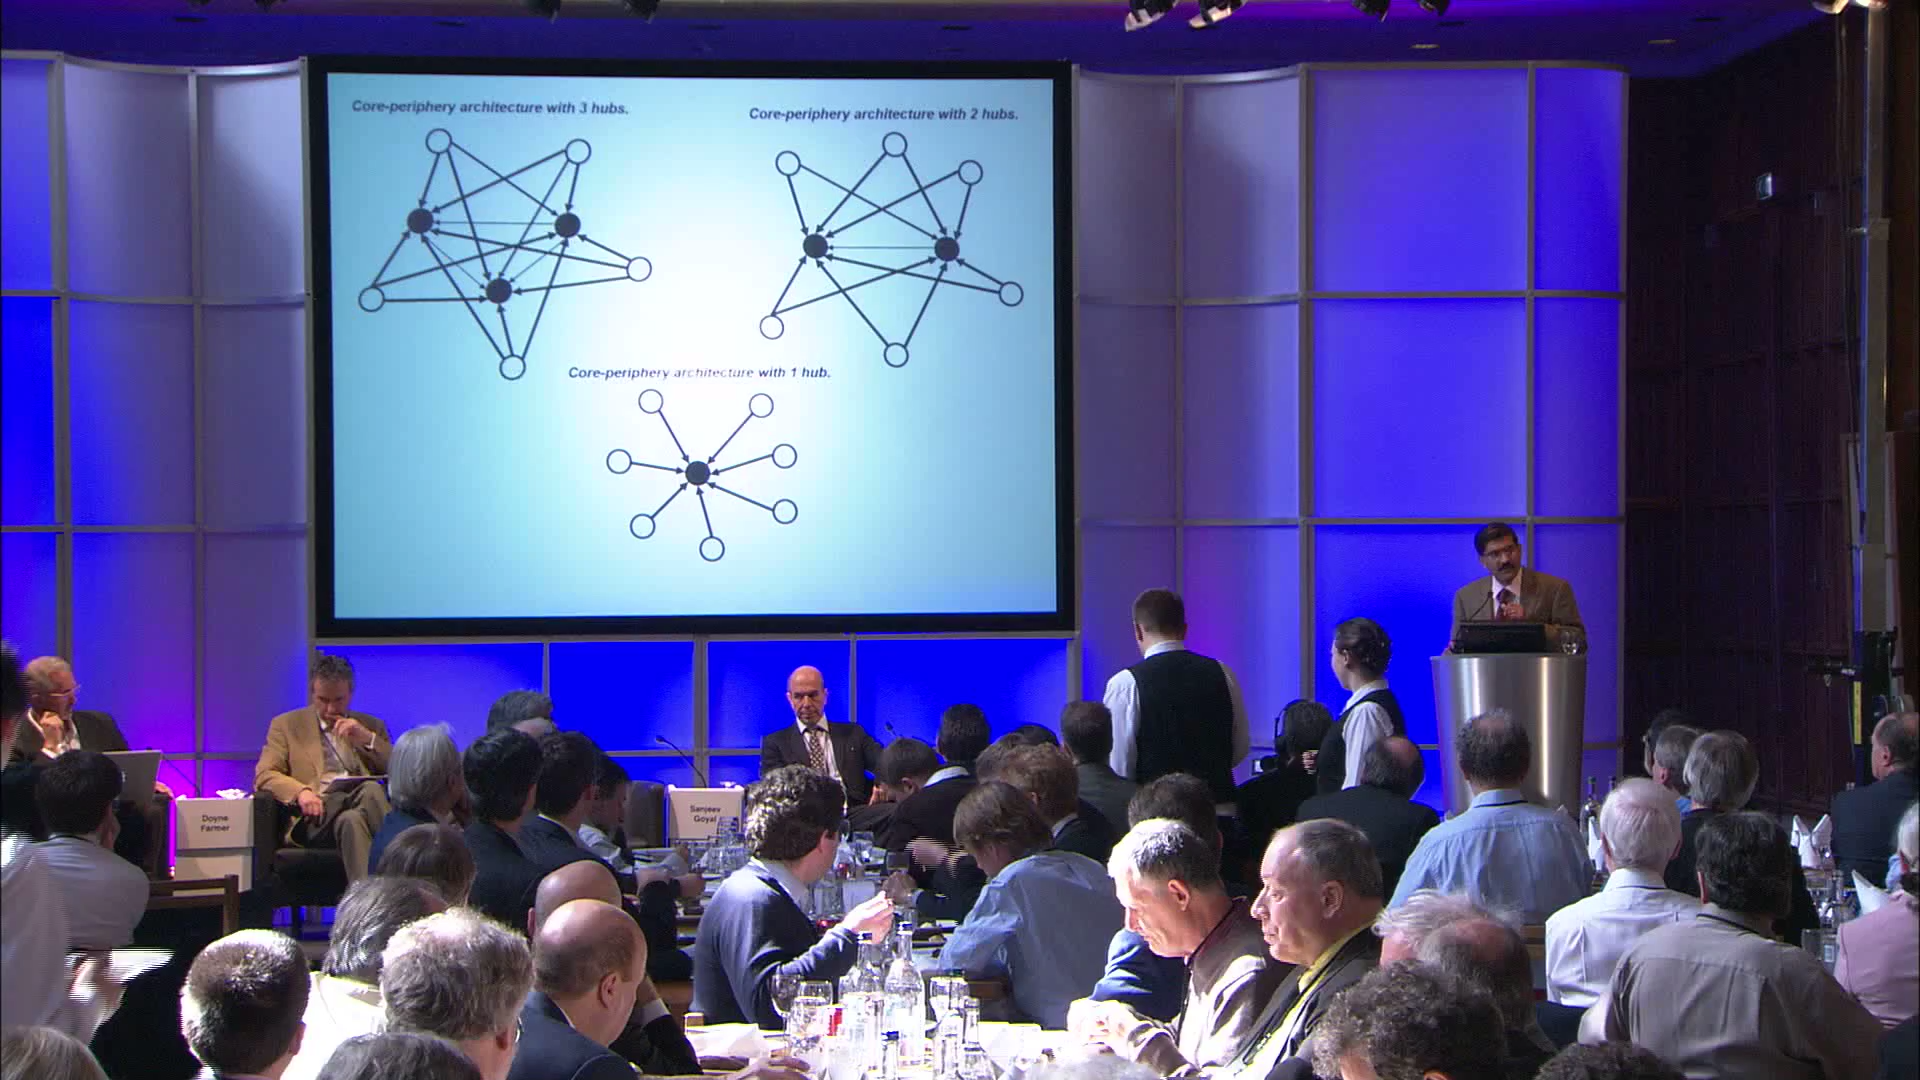 Core-periphery architecture with 3 hubs.
Core-periphery architecture with 2 hubs.
Core-periphery architecture with 1 hub.
Doyne
Farmer
Sanjeev
Goyal